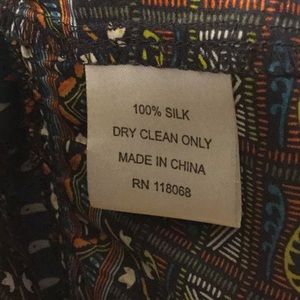 100% SILK
DRY CLEAN ONLY
MADE IN CHINA
RN 118068